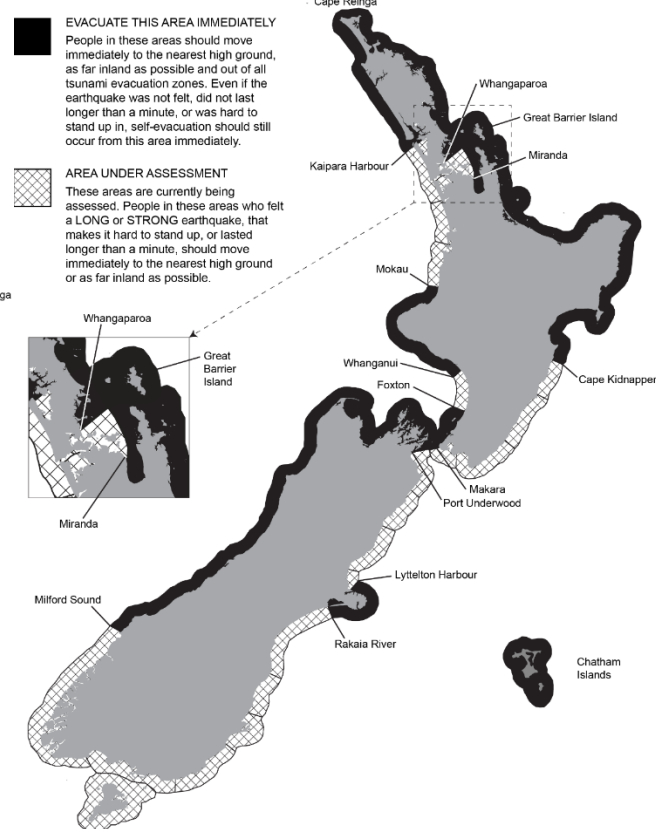 Cape Reinga
EVACUATE THIS AREA IMMEDIATELY
People in these areas should move
immediately to the nearest high ground,
as far inland as possible and out of all
tsunami evacuation zones. Even if the
earthquake was not felt, did not last
longer than a minute, or was hard to
stand up in, self-evacuation should still
occur from this area immediately.
AREA UNDER ASSESSMENT
These areas are currently being
assessed. People in these areas who felt
a LONG or STRONG earthquake, that
makes it hard to stand up, or lasted
longer than a minute, should move
immediately to the nearest high ground
or as far inland as possible.
Whangaparoa
Great Barrier Island
Miranda
Kaipara Harbour
Mokau
nga
Whangaparoa
Great
Barrier
Island
Miranda
Whanganui
Foxton
Cape Kidnapper
Makara
Port Underwood
Lyttelton Harbour
Milford Sound
Rakaia River
Chatham
Islands